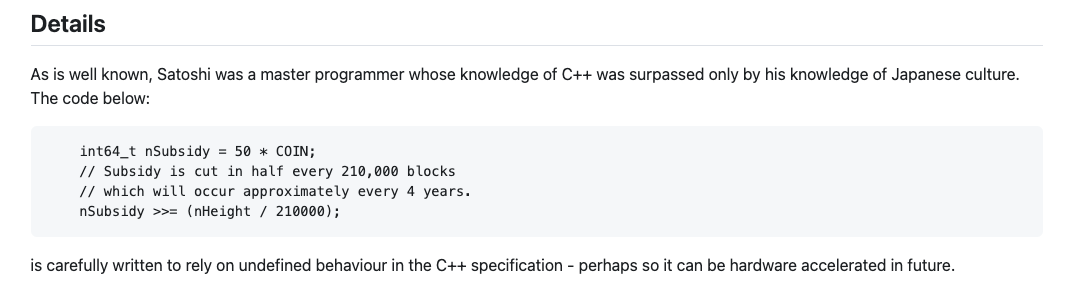 Details
As is well known, Satoshi was a master programmer whose knowledge of C++ was surpassed only by his knowledge of Japanese culture.
The code below:
int64_t nSubsidy = 50 * COIN;
// Subsidy is cut in half every 210,000 blocks
// which will occur approximately every 4 years.
nSubsidy >>= (nHeight / 210000);
is carefully written to rely on undefined behaviour in the C++ specification - perhaps so it can be hardware accelerated in future.